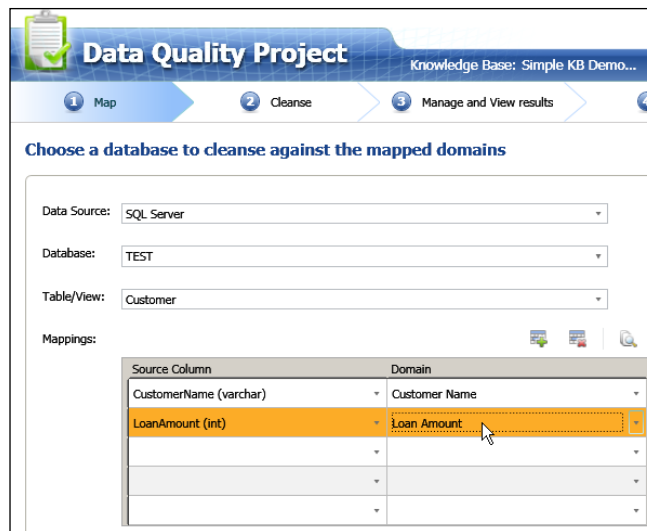 Data Quality Project
Knowledge Base: Simple KB Demo...
1 Map 2 Cleanse 3 Manage and View results
Choose a database to cleanse against the mapped domains
Data Source: SQL Server
Database: TEST
Table/View: Customer
Mappings:
Source Column Domain
CustomerName (varchar) Customer Name
LoanAmount (int) Loan Amount